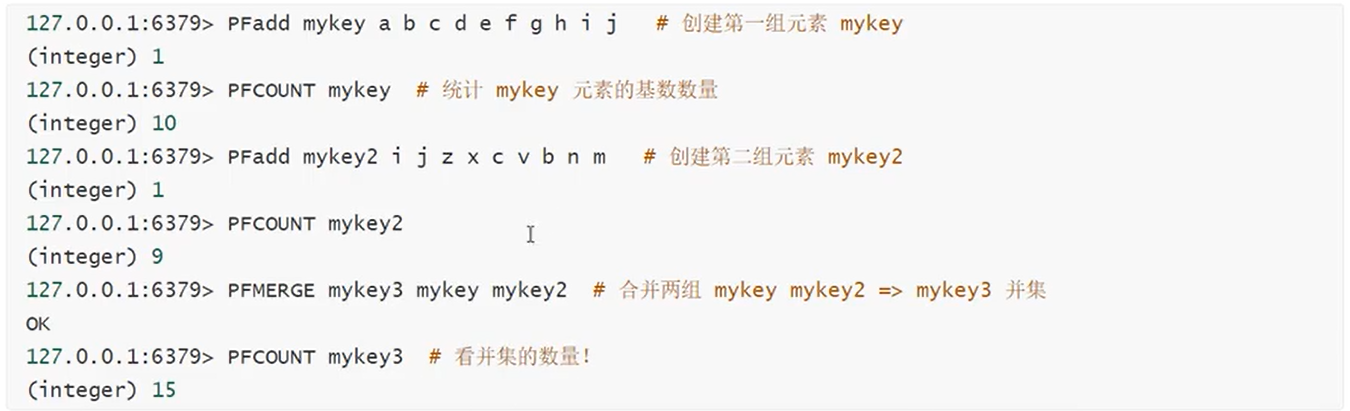 127.0.0.1:6379> PFadd mykey a b c d e f g h i j   # 创建第一组元素 mykey
(integer) 1
127.0.0.1:6379> PFCOUNT mykey  # 统计 mykey 元素的基数数量
(integer) 10
127.0.0.1:6379> PFadd mykey2 i j z x c v b n m   # 创建第二组元素 mykey2
(integer) 1
127.0.0.1:6379> PFCOUNT mykey2
(integer) 9
127.0.0.1:6379> PFMERGE mykey3 mykey mykey2  # 合并两组 mykey mykey2 => mykey3 并集
OK
127.0.0.1:6379> PFCOUNT mykey3  # 看并集的数量!
(integer) 15